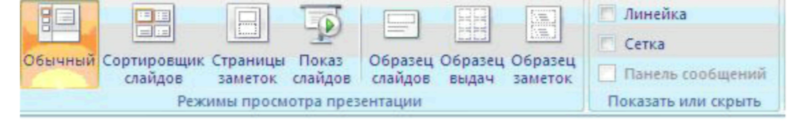 Обычный Сортировщик Страницы Показ Образец Образец Образец
слайдов заметок слайдов слайдов выдач заметок
Режимы просмотра презентации
Линейка
Сетка
Панель сообщений
Показать или скрыть